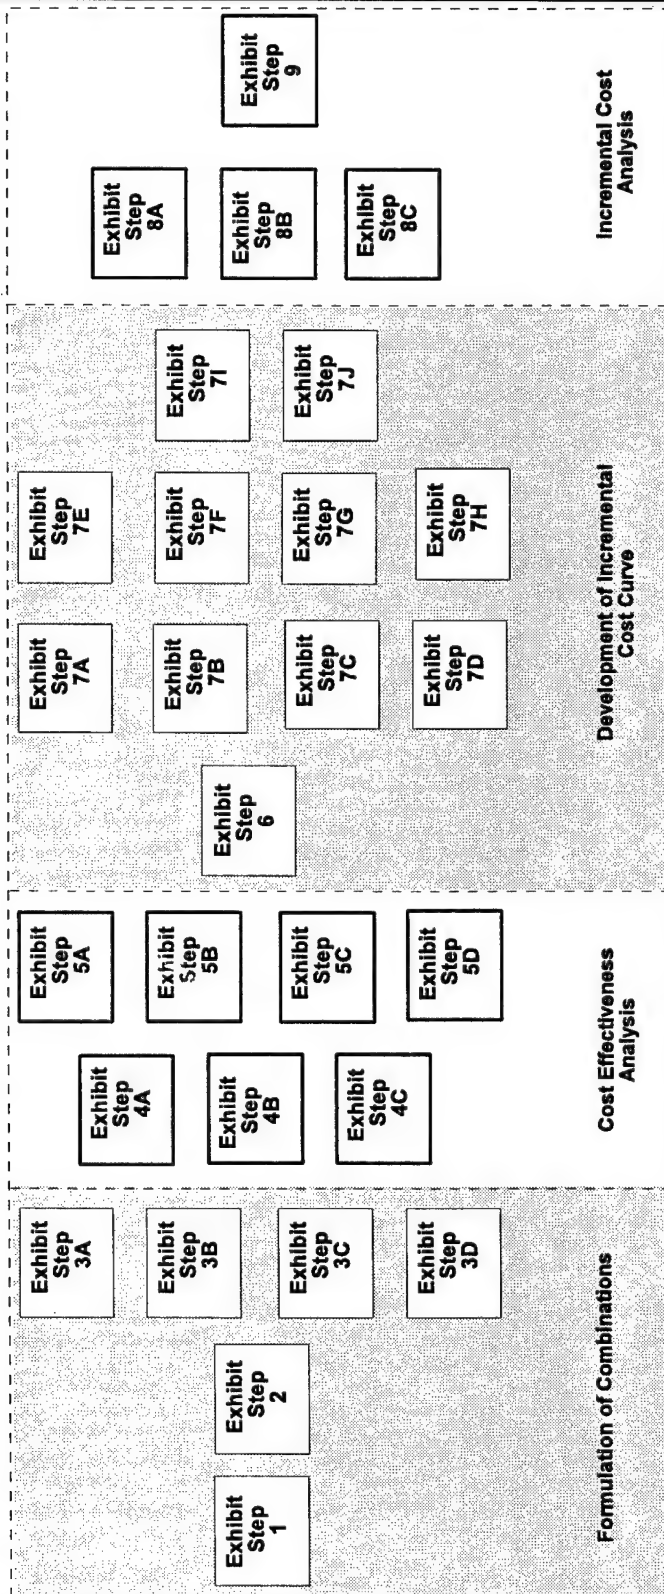 Exhibit
Step
1
Exhibit
Step
2
Exhibit
Step
3A
Exhibit
Step
3B
Exhibit
Step
3C
Exhibit
Step
3D
Formulation of Combinations
Exhibit
Step
4A
Exhibit
Step
4B
Exhibit
Step
4C
Exhibit
Step
5A
Exhibit
Step
5B
Exhibit
Step
5C
Exhibit
Step
5D
Cost Effectiveness
Analysis
Exhibit
Step
6
Exhibit
Step
7A
Exhibit
Step
7B
Exhibit
Step
7C
Exhibit
Step
7D
Exhibit
Step
7E
Exhibit
Step
7F
Exhibit
Step
7G
Exhibit
Step
7H
Exhibit
Step
7I
Exhibit
Step
7J
Development of Incremental
Cost Curve
Exhibit
Step
8A
Exhibit
Step
8B
Exhibit
Step
8C
Exhibit
Step
9
Incremental Cost
Analysis